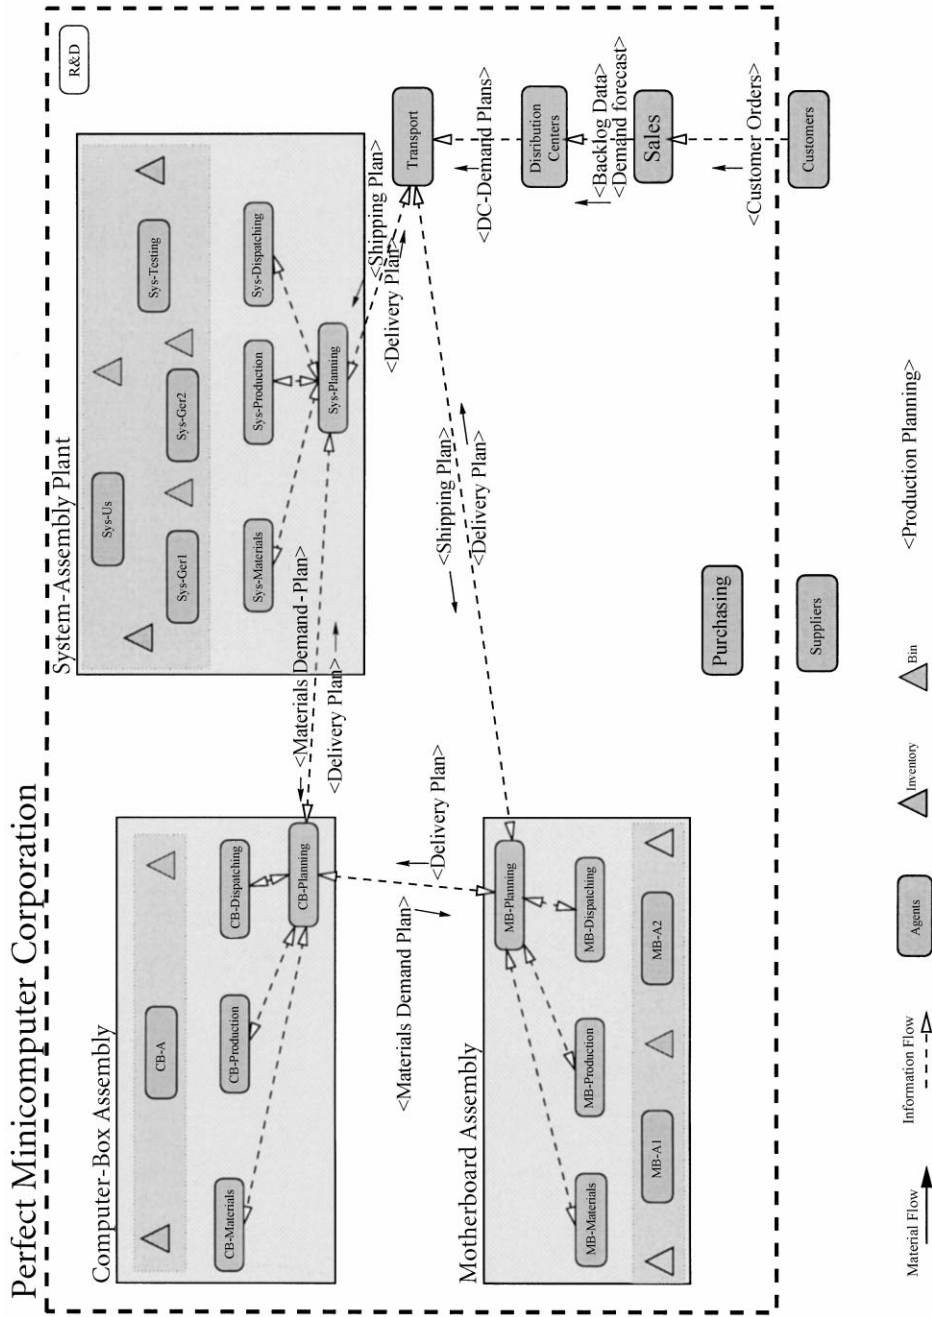 Perfect Minicomputer Corporation
R&D
System-Assembly Plant
Sys-Us
Sys-Testing
Sys-Ger1
Sys-Ger2
Sys-Materials
Sys-Production
Sys-Dispatching
Sys-Planning
Computer-Box Assembly
CB-A
CB-Materials
CB-Production
CB-Dispatching
CB-Planning
<Materials Demand-Plan>
<Delivery Plan>
<Shipping Plan>
<Delivery Plan>
Transport
<DC-Demand Plans>
Disribution
Centers
<Backlog Data>
<Demand forecast>
Sales
<Customer Orders>
Customers
<Materials Demand Plan>
<Delivery Plan>
<Shipping Plan>
<Delivery Plan>
Motherboard Assembly
MB-Planning
MB-Materials
MB-Production
MB-Dispatching
MB-A1
MB-A2
Purchasing
Suppliers
Material Flow
Information Flow
Agents
Inventory
Bin
<Production Planning>